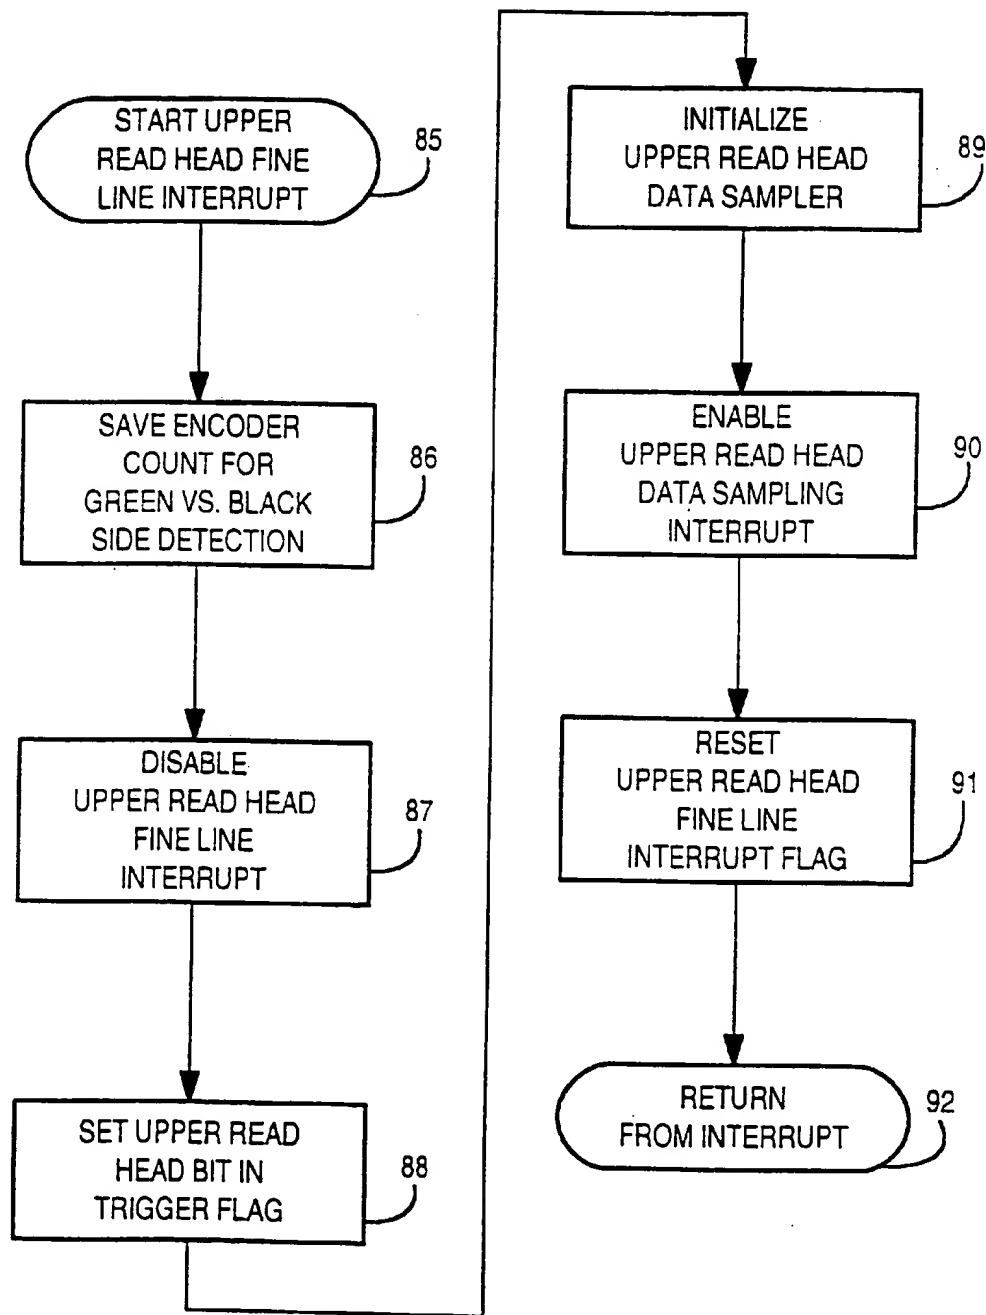 START UPPER
READ HEAD FINE
LINE INTERRUPT
85
SAVE ENCODER
COUNT FOR
GREEN VS. BLACK
SIDE DETECTION
86
DISABLE
UPPER READ HEAD
FINE LINE
INTERRUPT
87
SET UPPER READ
HEAD BIT IN
TRIGGER FLAG
88
INITIALIZE
UPPER READ HEAD
DATA SAMPLER
89
ENABLE
UPPER READ HEAD
DATA SAMPLING
INTERRUPT
90
RESET
UPPER READ HEAD
FINE LINE
INTERRUPT FLAG
91
RETURN
FROM INTERRUPT
92